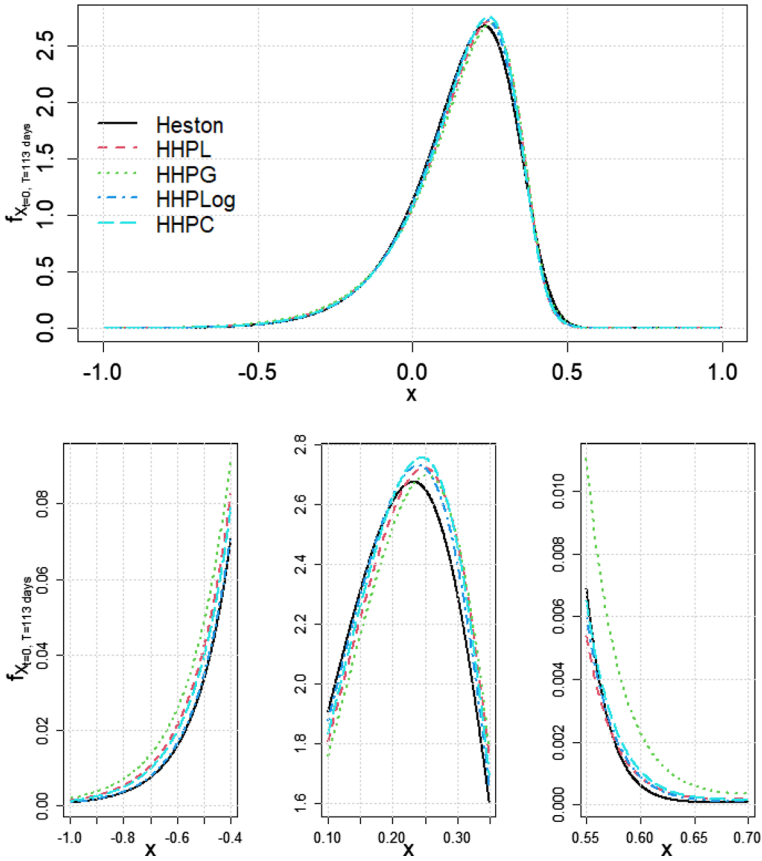 f_{X_{t=0, T=113 days}}
2.5
2.0
1.5
1.0
0.5
0.0
Heston
HHPL
HHPG
HHPLog
HHPC
-1.0 -0.5 0.0 0.5 1.0
x
f_{X_{t=0, T=113 days}}
0.08
0.06
0.04
0.02
0.00
-1.0 -0.8 -0.6 -0.4
x
2.8
2.6
2.4
2.2
2.0
1.8
1.6
0.10 0.20 0.30
x
0.010
0.008
0.006
0.004
0.002
0.000
0.55 0.60 0.65 0.70
x